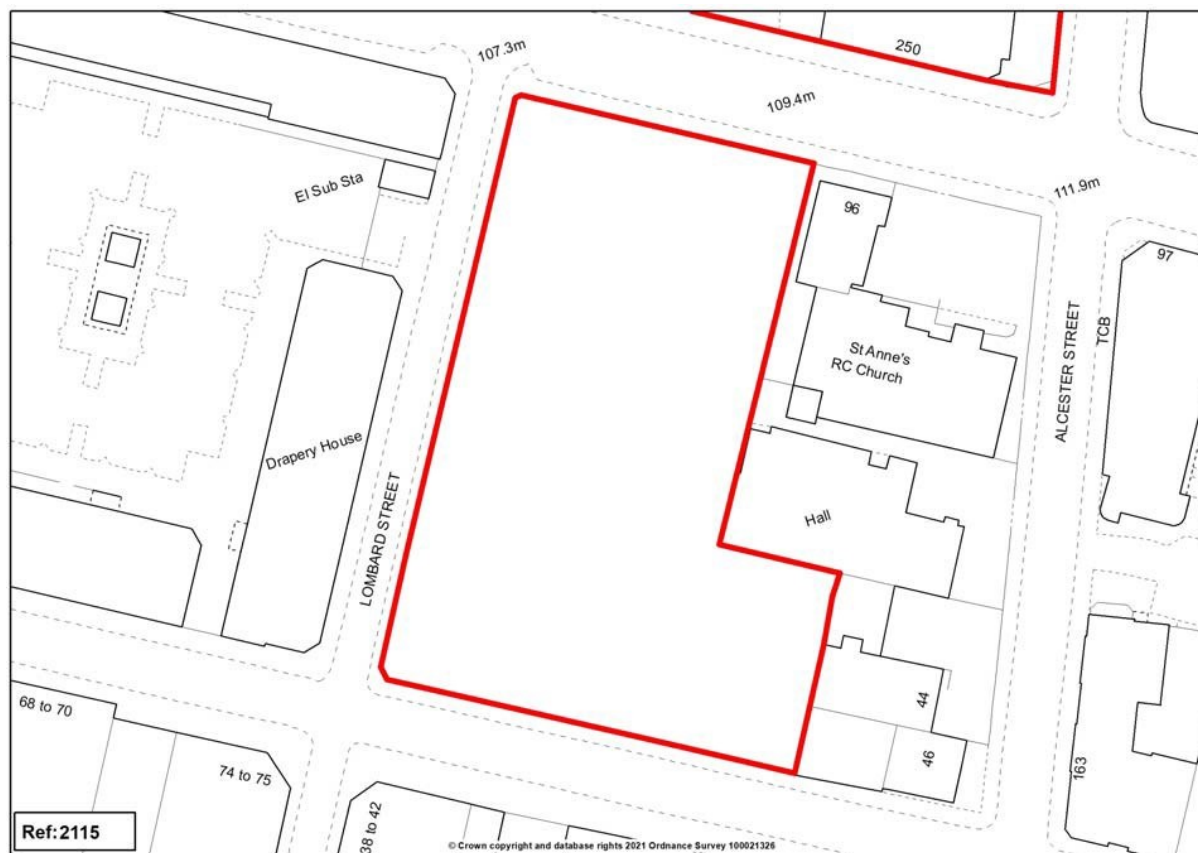 107.3m
250
109.4m
El Sub Sta
111.9m
96
97
TCB
St Anne's
RC Church
ALCESTER STREET
Drapery House
LOMBARD STREET
Hall
68 to 70
74 to 75
44
46
163
38 to 42
Ref:2115
© Crown copyright and database rights 2021 Ordnance Survey 100021326